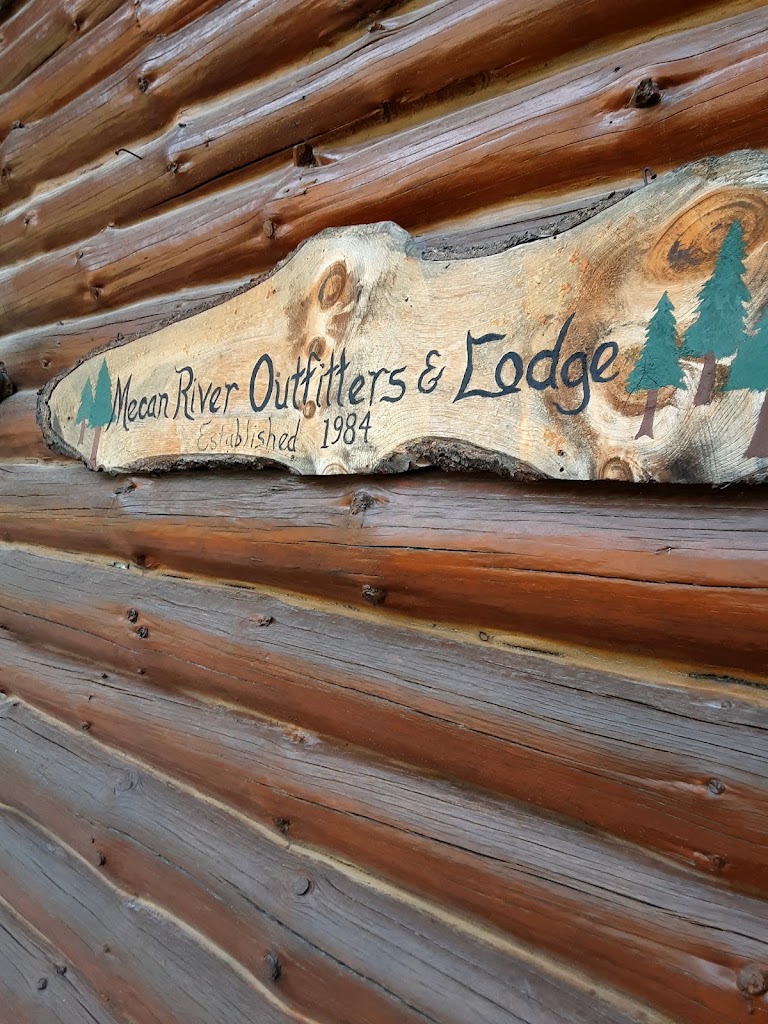 Mecan River Outfitters & Lodge
Established 1984